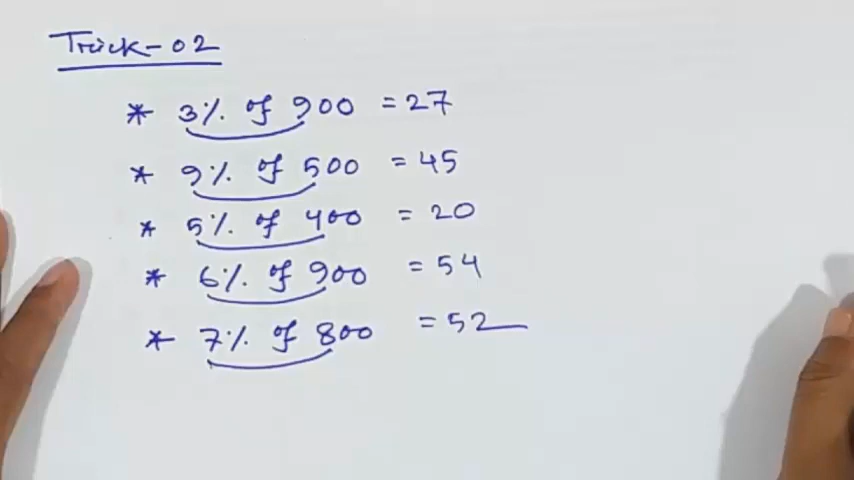 Trick-02
* 3% of 900 = 27
* 9% of 500 = 45
* 5% of 400 = 20
* 6% of 900 = 54
* 7% of 800 = 52